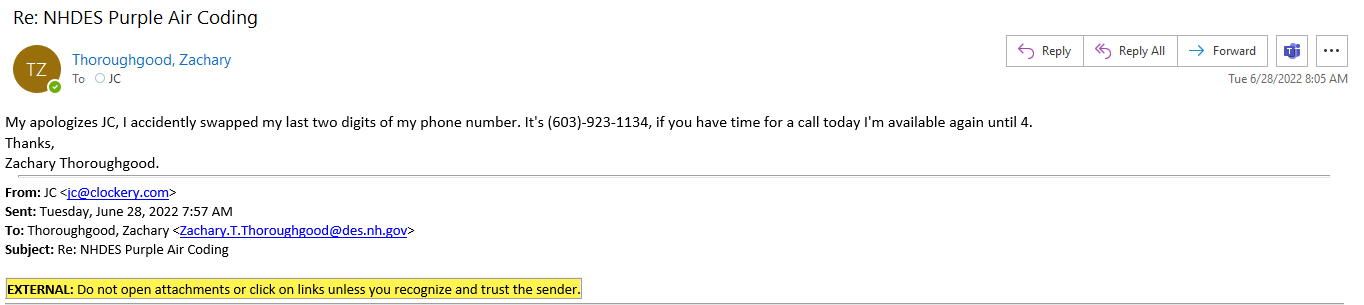 Re: NHDES Purple Air Coding
TZ
Thoroughgood, Zachary
To JC
Reply Reply All Forward
Tue 6/28/2022 8:05 AM
My apologizes JC, I accidently swapped my last two digits of my phone number. It's (603)-923-1134, if you have time for a call today I'm available again until 4.
Thanks,
Zachary Thoroughgood.
From: JC <jc@clockery.com>
Sent: Tuesday, June 28, 2022 7:57 AM
To: Thoroughgood, Zachary <Zachary.T.Thoroughgood@des.nh.gov>
Subject: Re: NHDES Purple Air Coding
EXTERNAL: Do not open attachments or click on links unless you recognize and trust the sender.